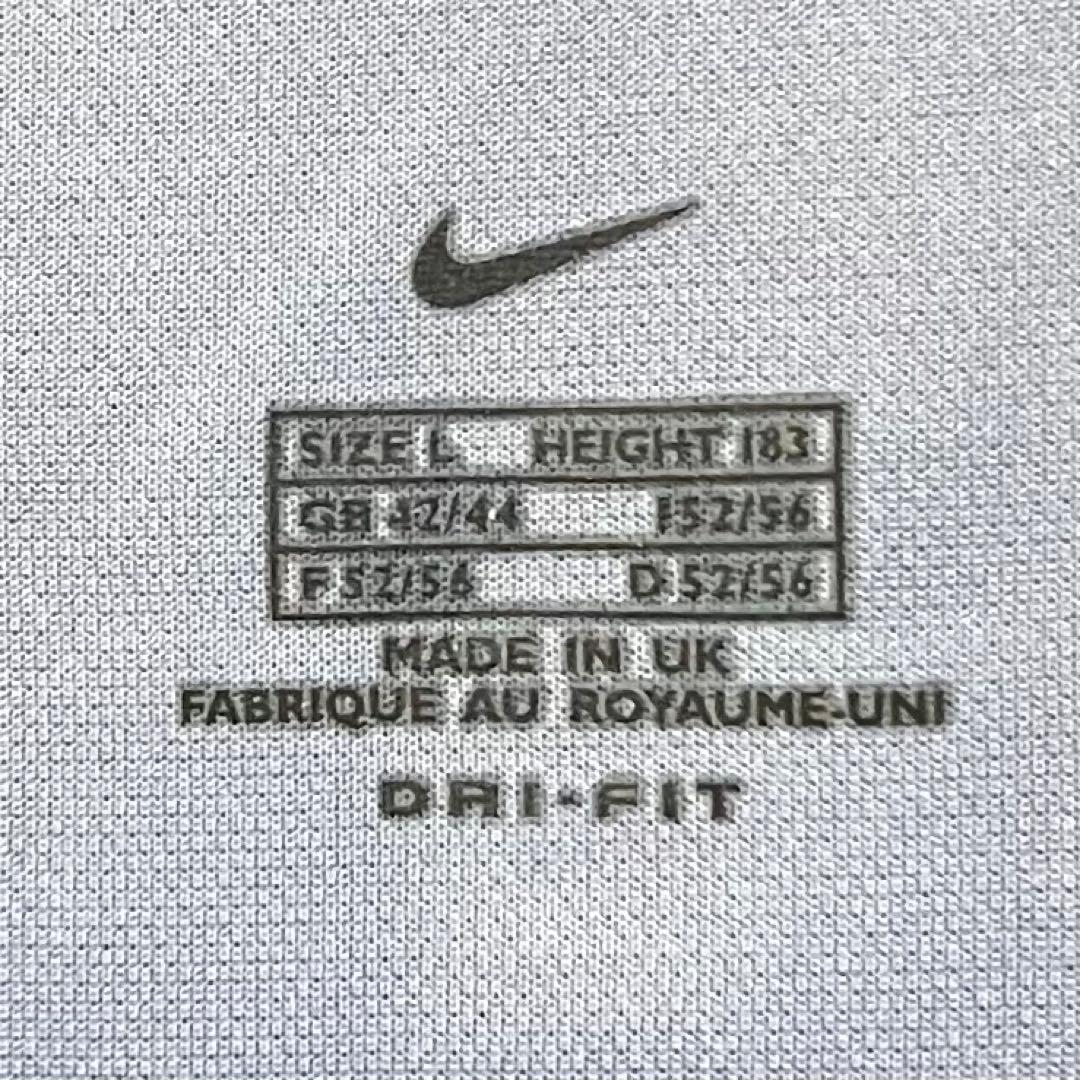 SIZE L HEIGHT 183
GB 42/44 I 52/56
F 52/56 D 52/56
MADE IN UK
FABRIQUE AU ROYAUME-UNI
DRI-FIT